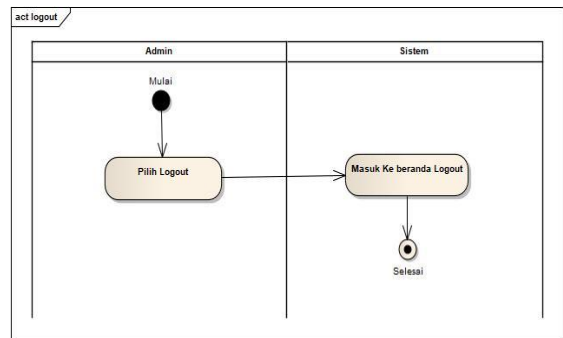 act logout
Admin
Sistem
Mulai
Pilih Logout
Masuk Ke beranda Logout
Selesai